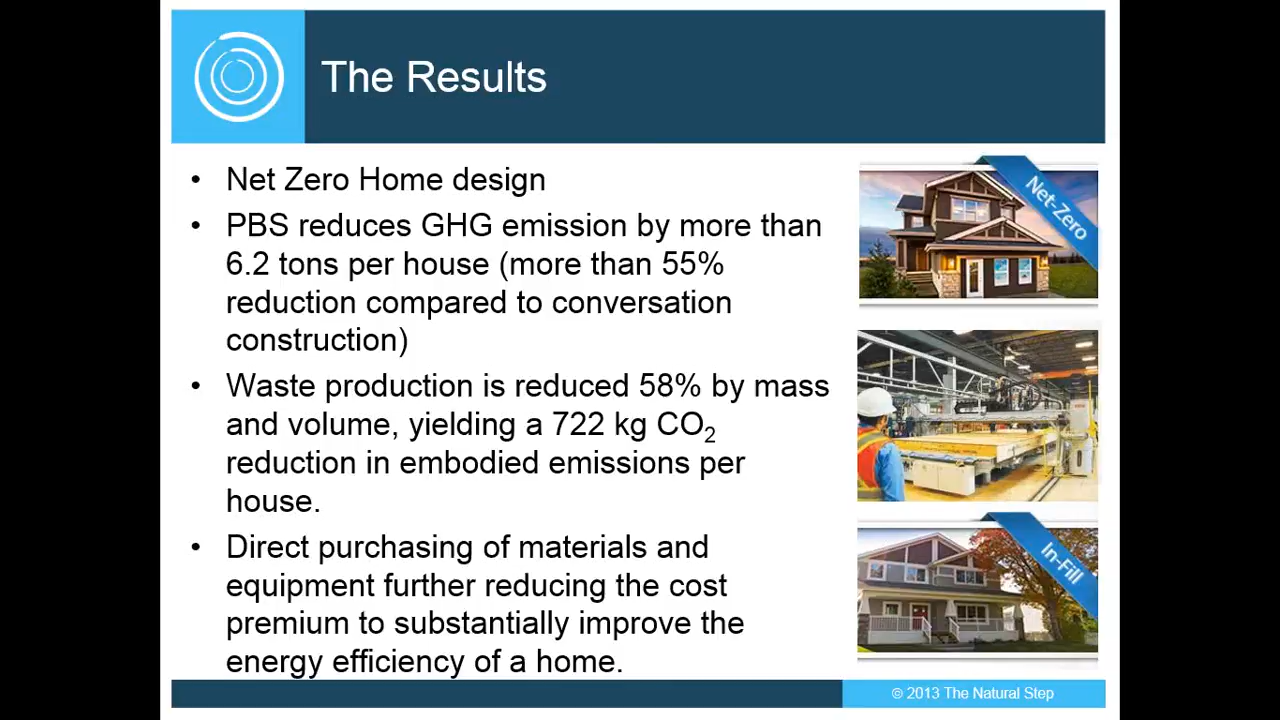 The Results
• Net Zero Home design
• PBS reduces GHG emission by more than
6.2 tons per house (more than 55%
reduction compared to conversation
construction)
• Waste production is reduced 58% by mass
and volume, yielding a 722 kg CO₂
reduction in embodied emissions per
house.
• Direct purchasing of materials and
equipment further reducing the cost
premium to substantially improve the
energy efficiency of a home.
Net-Zero
In-Fill
© 2013 The Natural Step